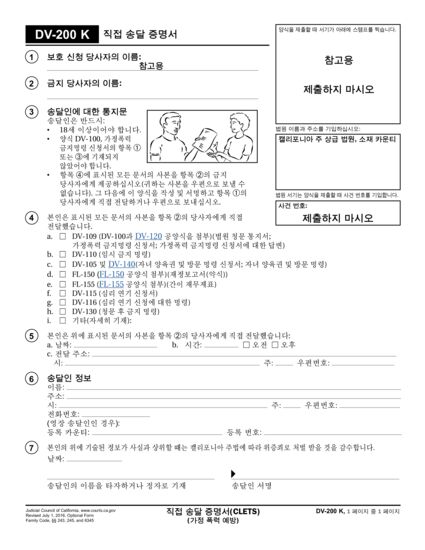 DV-200 K 직접 송달 증명서
양식을 제출할 때 서기가 아래에 스탬프를 찍습니다.
참고용
제출하지 마시오
① 보호 신청 당사자의 이름:
참고용
② 금지 당사자의 이름:
③ 송달인에 대한 통지문
송달인은 반드시:
• 18세 이상이어야 합니다.
• 양식 DV-100, 가정폭력
금지명령 신청서의 항목 ①
또는 ③에 기재되지
않았어야 합니다.
• 항목 ④에 표시된 모든 문서의 사본을 항목 ②의 금지
당사자에게 제공하십시오(귀하는 사본을 우편으로 보낼 수
없습니다). 그 다음에 이 양식을 작성 및 서명하고 항목 ①의
당사자에게 직접 전달하거나 우편으로 보내십시오.
법원 이름과 주소를 기입하십시오:
캘리포니아 주 상급 법원, 소재 카운티
법원 서기는 양식을 제출할 때 사건 번호를 기입합니다.
사건 번호:
제출하지 마시오
④ 본인은 표시된 모든 문서의 사본을 항목 ②의 당사자에게 직접
전달했습니다.
a. ☐ DV-109 (DV-100과 DV-120 공양식을 첨부)(법원 청문 통지서;
가정폭력 금지명령 신청서; 가정폭력 금지명령 신청서에 대한 답변)
b. ☐ DV-110 (임시 금지 명령)
c. ☐ DV-105 및 DV-140(자녀 양육권 및 방문 명령 신청서; 자녀 양육권 및 방문 명령)
d. ☐ FL-150 (FL-150 공양식 첨부)(재정보고서(약식))
e. ☐ FL-155 (FL-155 공양식 첨부)(간이 재무제표)
f. ☐ DV-115 (심리 연기 신청서)
g. ☐ DV-116 (심리 연기 신청에 대한 명령)
h. ☐ DV-130 (청문 후 금지 명령)
i. ☐ 기타(자세히 기재):
⑤ 본인은 위에 표시된 문서의 사본을 항목 ②의 당사자에게 직접 전달했습니다:
a. 날짜: b. 시간: ☐ 오전 ☐ 오후
c. 전달 주소:
시: 주: 우편번호:
⑥ 송달인 정보
이름:
주소:
시: 주: 우편번호:
전화번호:
(영장 송달인인 경우):
등록 카운티: 등록 번호:
⑦ 본인의 위에 기술된 정보가 사실과 상위할 때는 캘리포니아 주법에 따라 위증죄로 처벌 받을 것을 감수합니다.
날짜:
송달인의 이름을 타자하거나 정자로 기재 송달인 서명
Judicial Council of California, www.courts.ca.gov
Revised July 1, 2016, Optional Form
Family Code, §§ 243, 245, and 6345
직접 송달 증명서(CLETS)
(가정 폭력 예방)
DV-200 K, 1 페이지 중 1 페이지